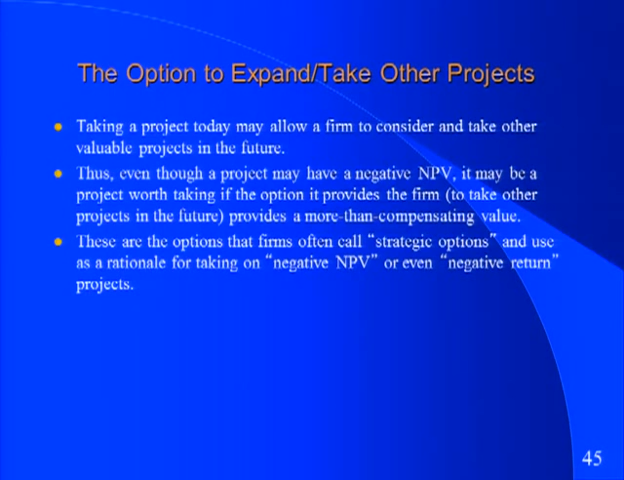 The Option to Expand/Take Other Projects
Taking a project today may allow a firm to consider and take other
valuable projects in the future.
Thus, even though a project may have a negative NPV, it may be a
project worth taking if the option it provides the firm (to take other
projects in the future) provides a more-than-compensating value.
These are the options that firms often call “strategic options” and use
as a rationale for taking on “negative NPV” or even “negative return”
projects.
45